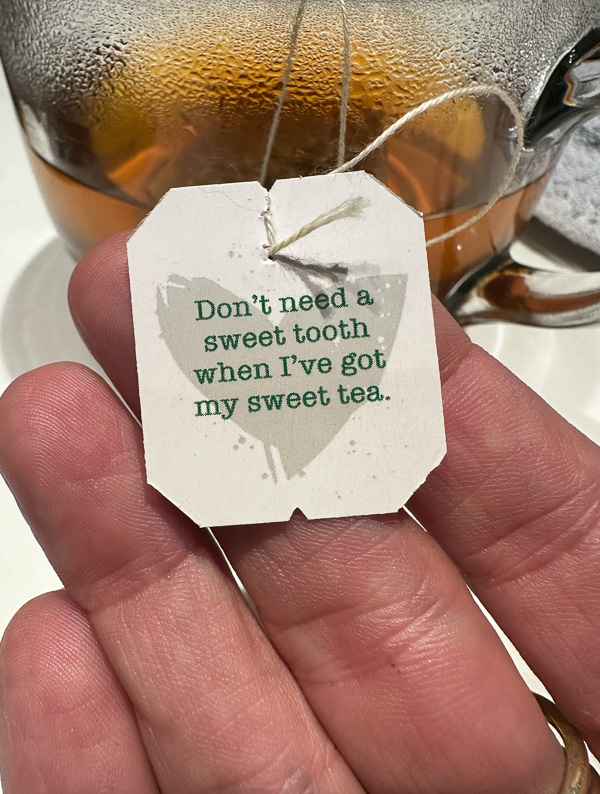 Don't need a
sweet tooth
when I've got
my sweet tea.